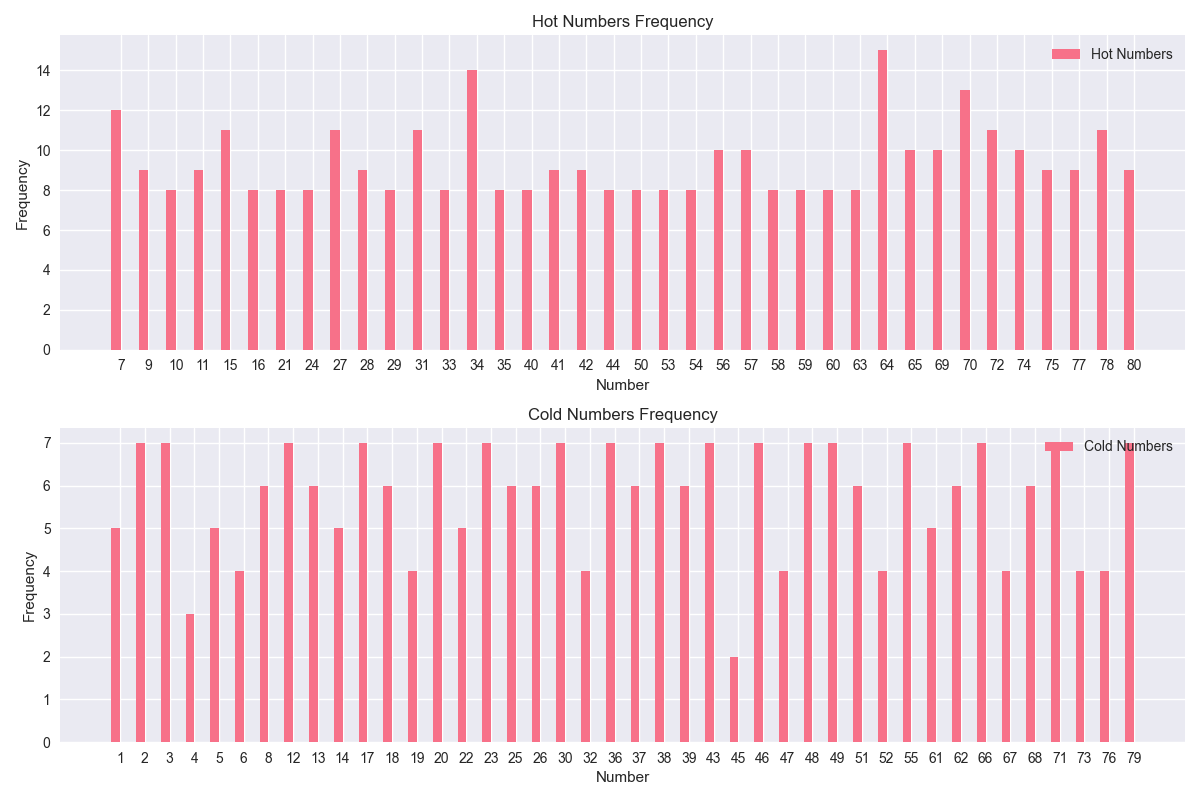 Hot Numbers Frequency
Hot Numbers
14
12
10
8
6
4
2
0
Frequency
7 9 10 11 15 16 21 24 27 28 29 31 33 34 35 40 41 42 44 50 53 54 56 57 58 59 60 63 64 65 69 70 72 74 75 77 78 80
Number
Cold Numbers Frequency
Cold Numbers
7
6
5
4
3
2
1
0
Frequency
1 2 3 4 5 6 8 12 13 14 17 18 19 20 22 23 25 26 30 32 36 37 38 39 43 45 46 47 48 49 51 52 55 61 62 66 67 68 71 73 76 79
Number